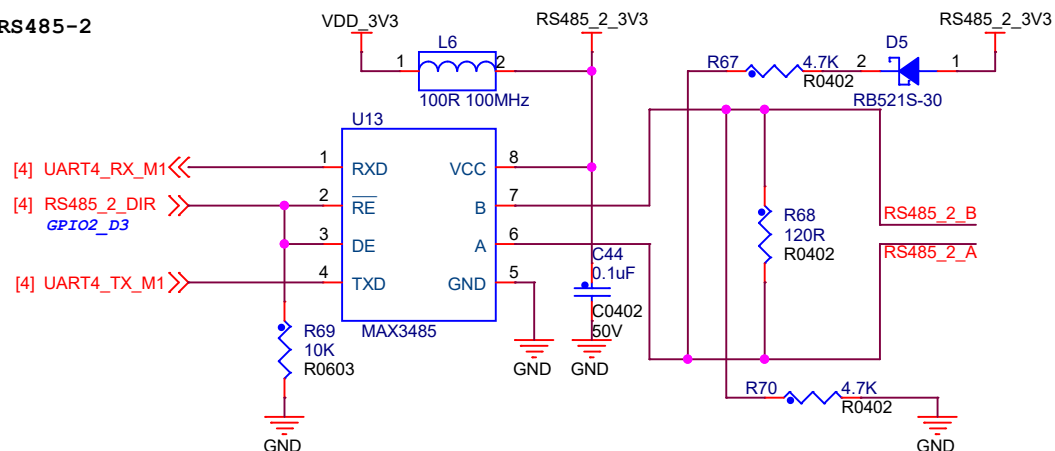 RS485-2
VDD_3V3
RS485_2_3V3
RS485_2_3V3
L6
1
2
100R 100MHz
D5
R67
4.7K
R0402
2
1
RB521S-30
U13
[4] UART4_RX_M1
1
RXD
VCC
8
[4] RS485_2_DIR
GPIO2_D3
2
RE
B
7
3
DE
A
6
[4] UART4_TX_M1
4
TXD
GND
5
MAX3485
R68
120R
R0402
RS485_2_B
RS485_2_A
C44
0.1uF
C0402
50V
R69
10K
R0603
GND
GND
GND
R70
4.7K
R0402
GND